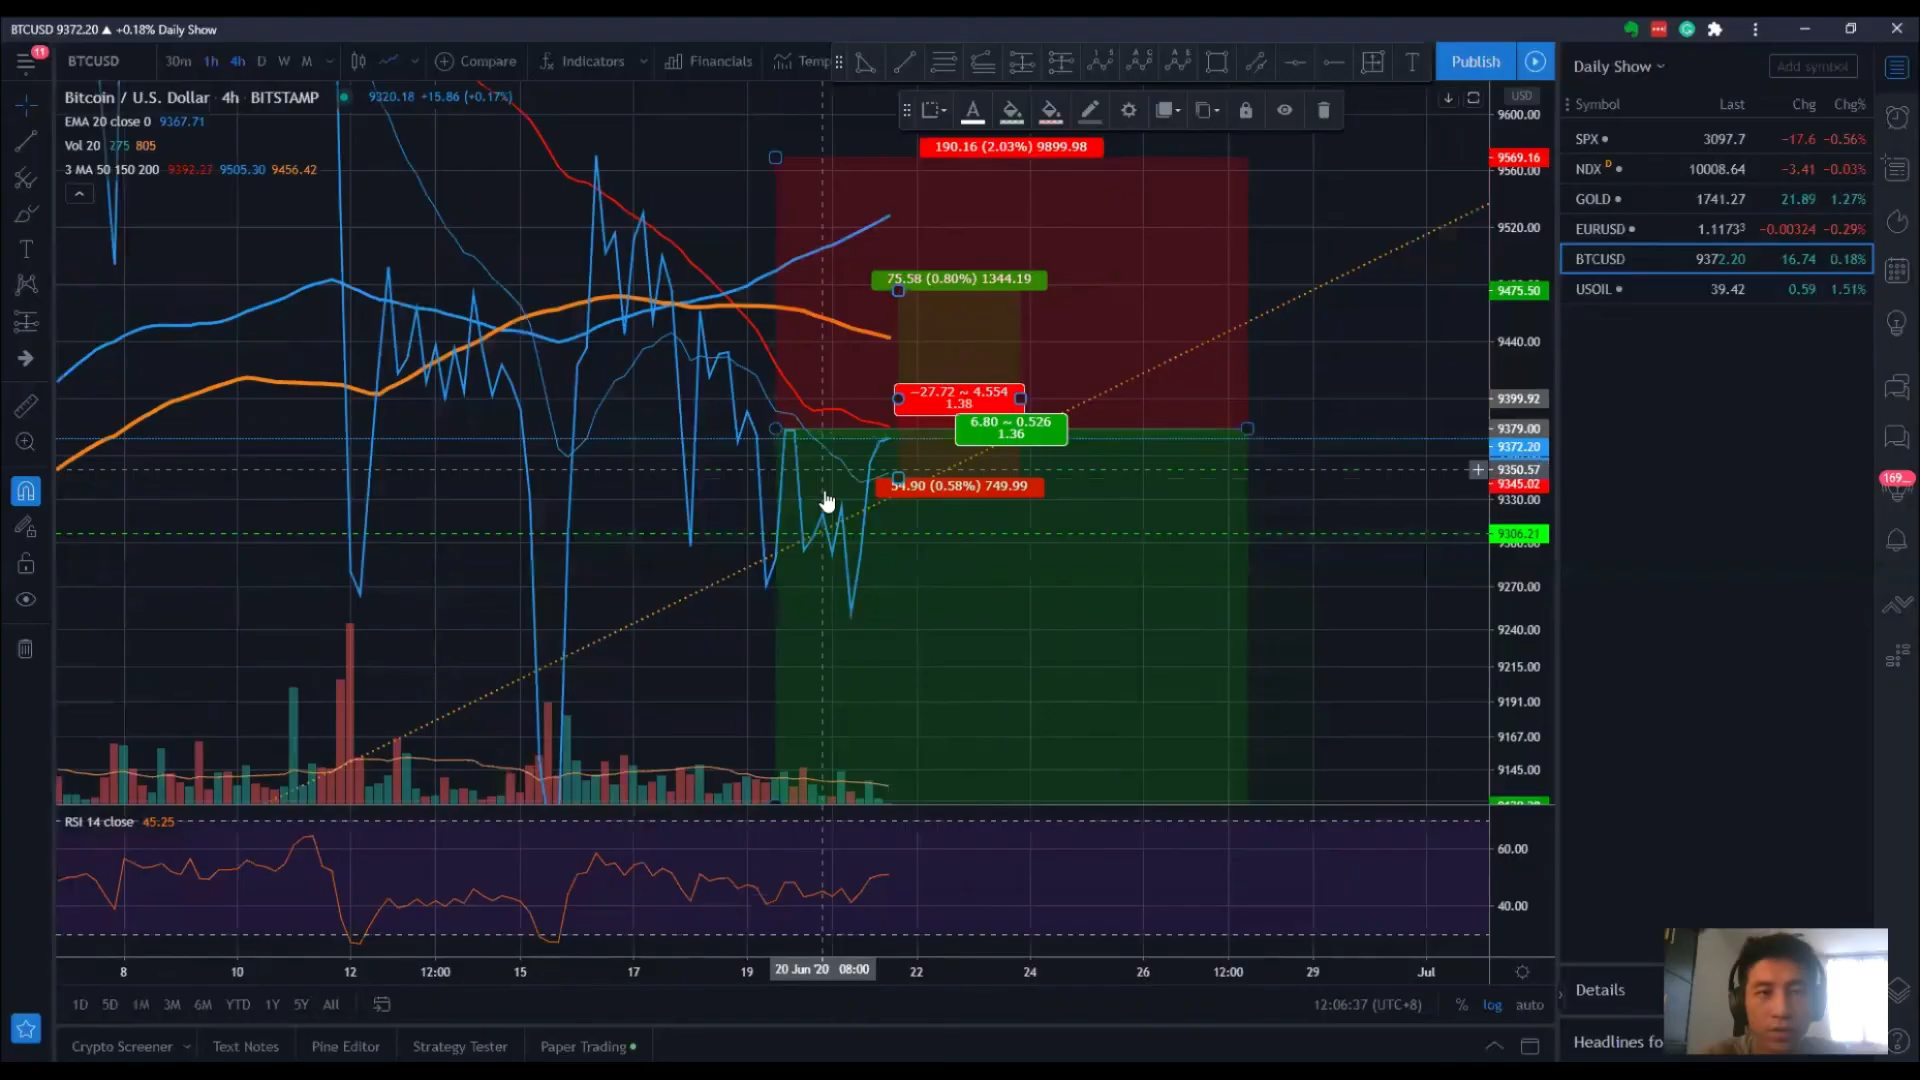 BTCUSD 9372.20 ▲ +0.18% Daily Show
11
BTCUSD 30m 1h 4h D W M Compare Indicators Financials Temp Publish
Daily Show Add symbol
Bitcoin / U.S. Dollar 4h BITSTAMP 9320.18 +15.86 (+0.17%)
EMA 20 close 0 9367.71
Vol 20 275 805
3 MA 50 150 200 9392.27 9505.30 9456.42
190.16 (2.03%) 9899.98
75.58 (0.80%) 1344.19
−27.72 ~ 4.554
1.38
6.80 ~ 0.526
1.36
54.90 (0.58%) 749.99
USD
9600.00
9569.16
9560.00
9520.00
9475.50
9440.00
9399.92
9379.00
9372.20
9350.57
9345.02
9330.00
9306.21
9270.00
9240.00
9215.00
9191.00
9167.00
9145.00
RSI 14 close 45.25
60.00
40.00
8 10 12 12:00 15 17 19 20 Jun '20 08:00 22 24 26 12:00 29 Jul
1D 5D 1M 3M 6M YTD 1Y 5Y All
12:06:37 (UTC+8) % log auto
Crypto Screener Text Notes Pine Editor Strategy Tester Paper Trading
Symbol Last Chg Chg%
SPX 3097.7 −17.6 −0.56%
NDX D 10008.64 −3.41 −0.03%
GOLD 1741.27 21.89 1.27%
EURUSD 1.1173 −0.00324 −0.29%
BTCUSD 9372.20 16.74 0.18%
USOIL 39.42 0.59 1.51%
169...
Details
Headlines fo